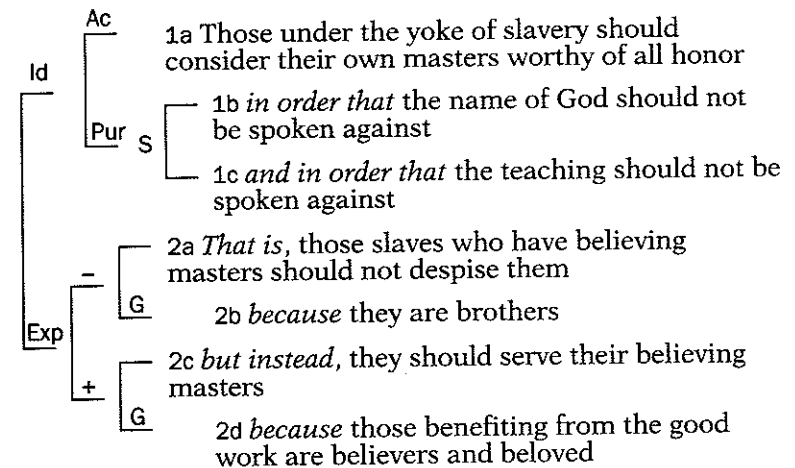 Ac
1a Those under the yoke of slavery should
consider their own masters worthy of all honor
Id
1b in order that the name of God should not
be spoken against
Pur S
1c and in order that the teaching should not be
spoken against
2a That is, those slaves who have believing
masters should not despise them
–
G
2b because they are brothers
Exp
2c but instead, they should serve their believing
masters
+
G
2d because those benefiting from the good
work are believers and beloved